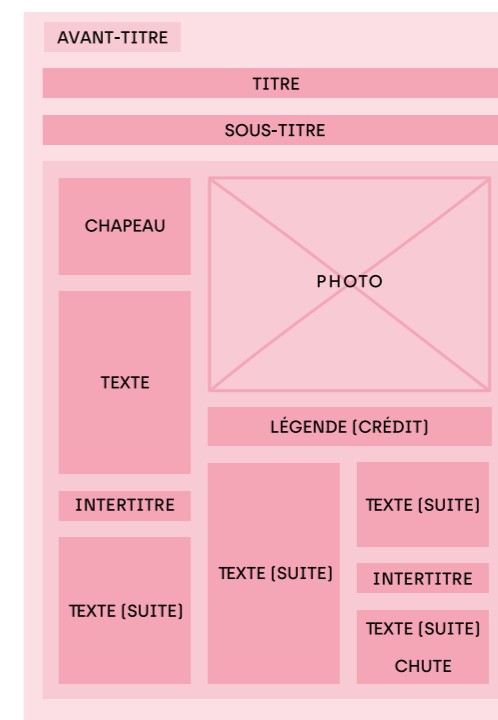 AVANT-TITRE
TITRE
SOUS-TITRE
CHAPEAU
TEXTE
INTERTITRE
TEXTE (SUITE)
PHOTO
LÉGENDE (CRÉDIT)
TEXTE (SUITE)
TEXTE (SUITE)
INTERTITRE
TEXTE (SUITE)
CHUTE